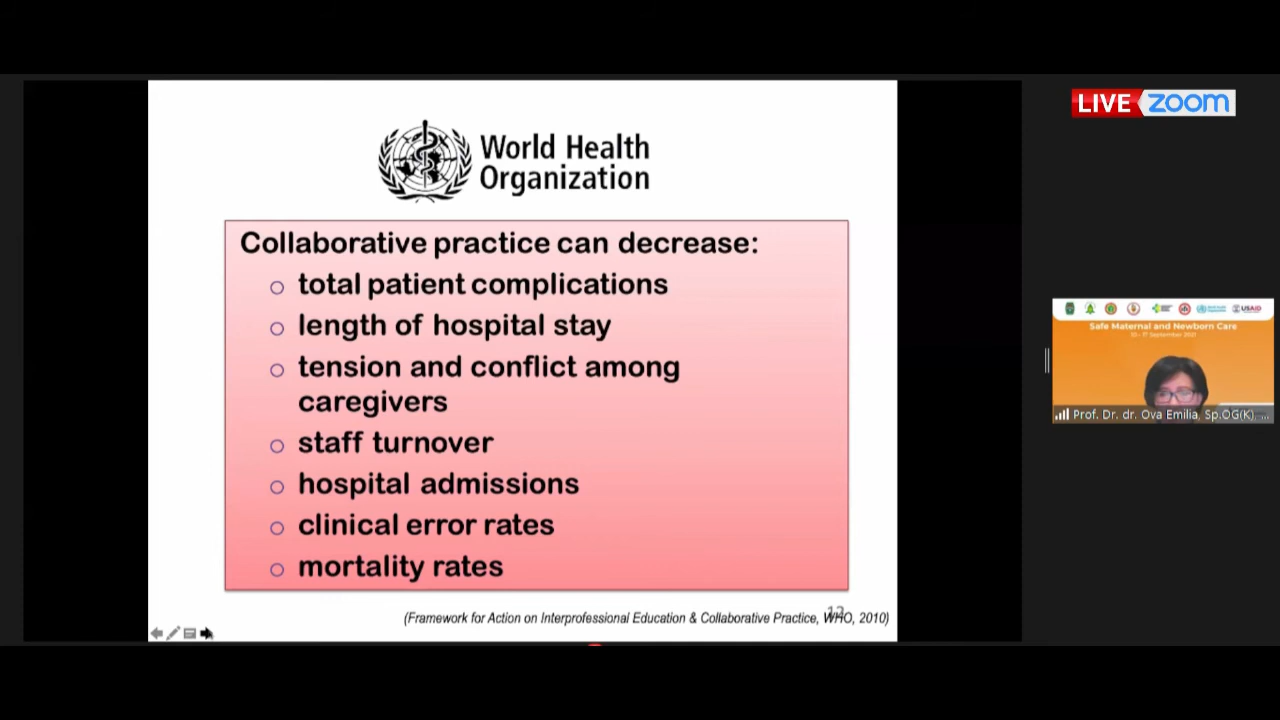 LIVE zoom
World Health
Organization
Collaborative practice can decrease:
total patient complications
length of hospital stay
tension and conflict among
caregivers
staff turnover
hospital admissions
clinical error rates
mortality rates
12
(Framework for Action on Interprofessional Education & Collaborative Practice, WHO, 2010)
USAID
Safe Maternal and Newborn Care
Prof. Dr. dr. Ova Emilia, Sp.OG(K), ...